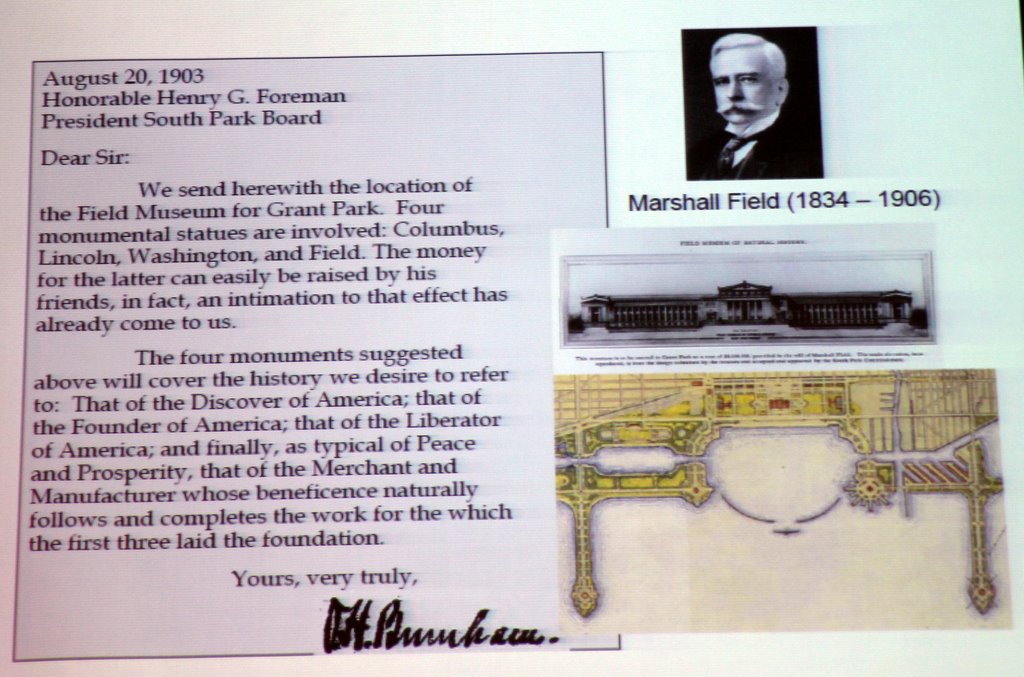 August 20, 1903
Honorable Henry G. Foreman
President South Park Board
Dear Sir:
We send herewith the location of
the Field Museum for Grant Park. Four
monumental statues are involved: Columbus,
Lincoln, Washington, and Field. The money
for the latter can easily be raised by his
friends, in fact, an intimation to that effect has
already come to us.
The four monuments suggested
above will cover the history we desire to refer
to: That of the Discover of America; that of
the Founder of America; that of the Liberator
of America; and finally, as typical of Peace
and Prosperity, that of the Merchant and
Manufacturer whose beneficence naturally
follows and completes the work for the which
the first three laid the foundation.
Yours, very truly,
D.H. Burnham.
Marshall Field (1834 – 1906)
FIELD MUSEUM OF NATURAL HISTORY.